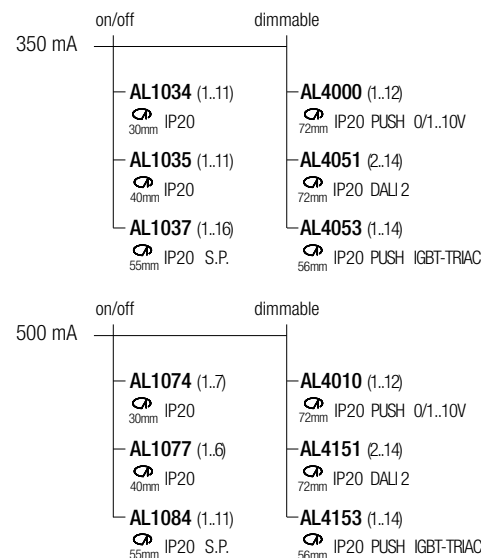 on/off dimmable
350 mA
AL1034 (1..11) AL4000 (1..12)
30mm IP20 72mm IP20 PUSH 0/1..10V
AL1035 (1..11) AL4051 (2..14)
40mm IP20 72mm IP20 DALI 2
AL1037 (1..16) AL4053 (1..14)
55mm IP20 S.P. 56mm IP20 PUSH IGBT-TRIAC
on/off dimmable
500 mA
AL1074 (1..7) AL4010 (1..12)
30mm IP20 72mm IP20 PUSH 0/1..10V
AL1077 (1..6) AL4151 (2..14)
40mm IP20 72mm IP20 DALI 2
AL1084 (1..11) AL4153 (1..14)
55mm IP20 S.P. 56mm IP20 PUSH IGBT-TRIAC